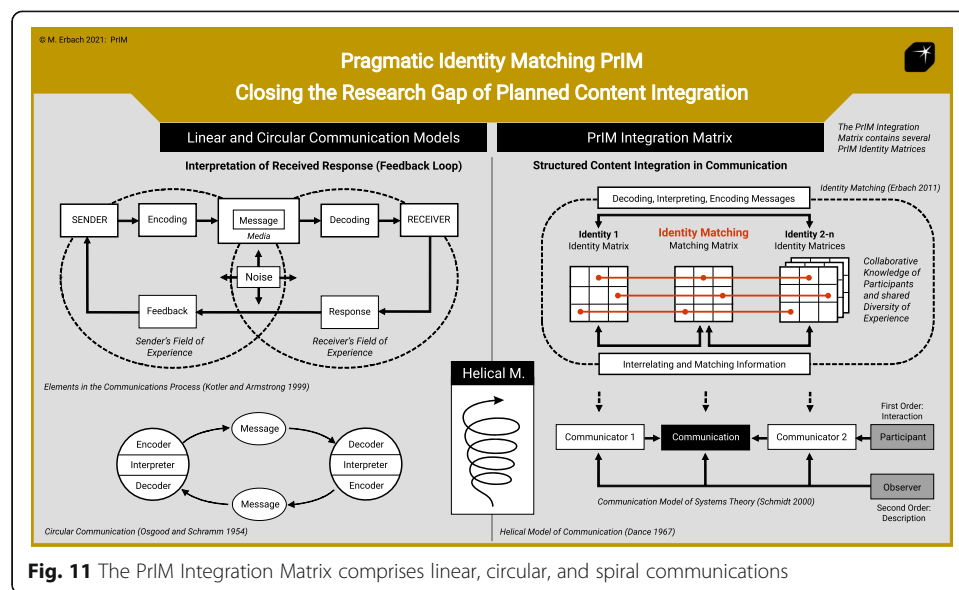 © M. Erbach 2021: PrIM
Pragmatic Identity Matching PrIM
Closing the Research Gap of Planned Content Integration
Linear and Circular Communication Models
Interpretation of Received Response (Feedback Loop)
SENDER
Encoding
Message
Media
Decoding
RECEIVER
Noise
Feedback
Response
Sender's Field of
Experience
Receiver's Field of
Experience
Elements in the Communications Process (Kotler and Armstrong 1999)
Message
Encoder
Interpreter
Decoder
Decoder
Interpreter
Encoder
Message
Circular Communication (Osgood and Schramm 1954)
Helical M.
PrIM Integration Matrix
The PrIM Integration
Matrix contains several
PrIM Identity Matrices
Structured Content Integration in Communication
Identity Matching (Erbach 2011)
Decoding, Interpreting, Encoding Messages
Identity 1
Identity Matrix
Identity Matching
Matching Matrix
Identity 2-n
Identity Matrices
Collaborative
Knowledge of
Participants
and shared
Diversity of
Experience
Interrelating and Matching Information
First Order:
Interaction
Communicator 1
Communication
Communicator 2
Participant
Observer
Second Order:
Description
Communication Model of Systems Theory (Schmidt 2000)
Helical Model of Communication (Dance 1967)
Fig. 11 The PrIM Integration Matrix comprises linear, circular, and spiral communications